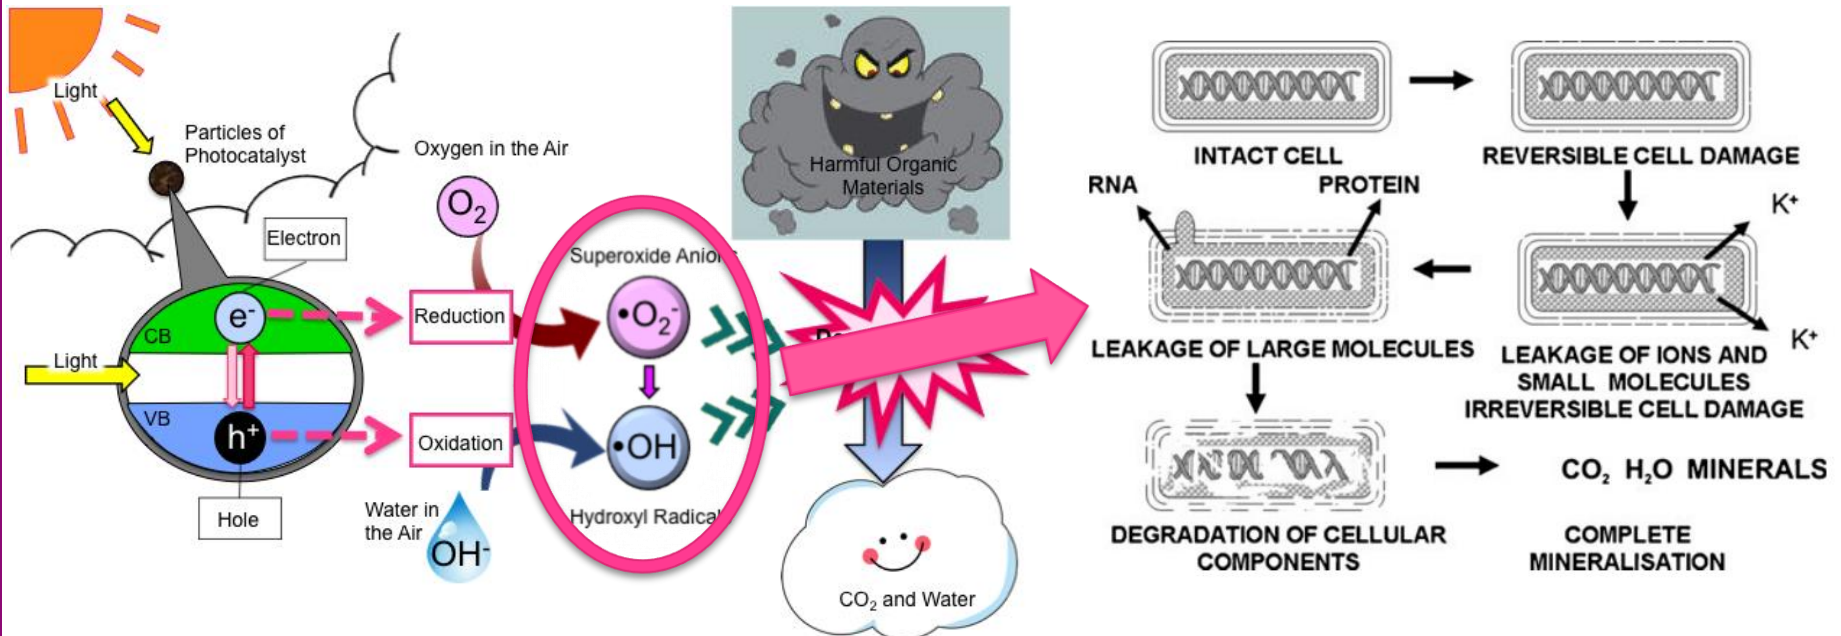 Light
Particles of
Photocatalyst
Electron
CB
e-
Light
VB
h+
Hole
Oxygen in the Air
O2
Reduction
Oxidation
Water in
the Air
OH-
Superoxide Anions
•O2-
•OH
Hydroxyl Radical
Harmful Organic
Materials
CO2 and Water
INTACT CELL
REVERSIBLE CELL DAMAGE
RNA
PROTEIN
K+
K+
LEAKAGE OF LARGE MOLECULES
LEAKAGE OF IONS AND
SMALL MOLECULES
IRREVERSIBLE CELL DAMAGE
DEGRADATION OF CELLULAR
COMPONENTS
CO2 H2O MINERALS
COMPLETE
MINERALISATION